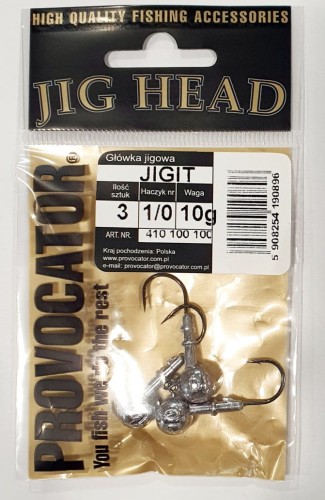 HIGH QUALITY FISHING ACCESSORIES
JIG HEAD
PROVOCATOR®
You fish we do the rest
Główka jigowa
JIGIT
Ilość sztuk Haczyk nr Waga
3 1/0 10g
ART. NR. 410 100 100
Kraj pochodzenia: Polska
www.provocator.com.pl
e-mail: provocator@provocator.com.pl
5 908254 190896